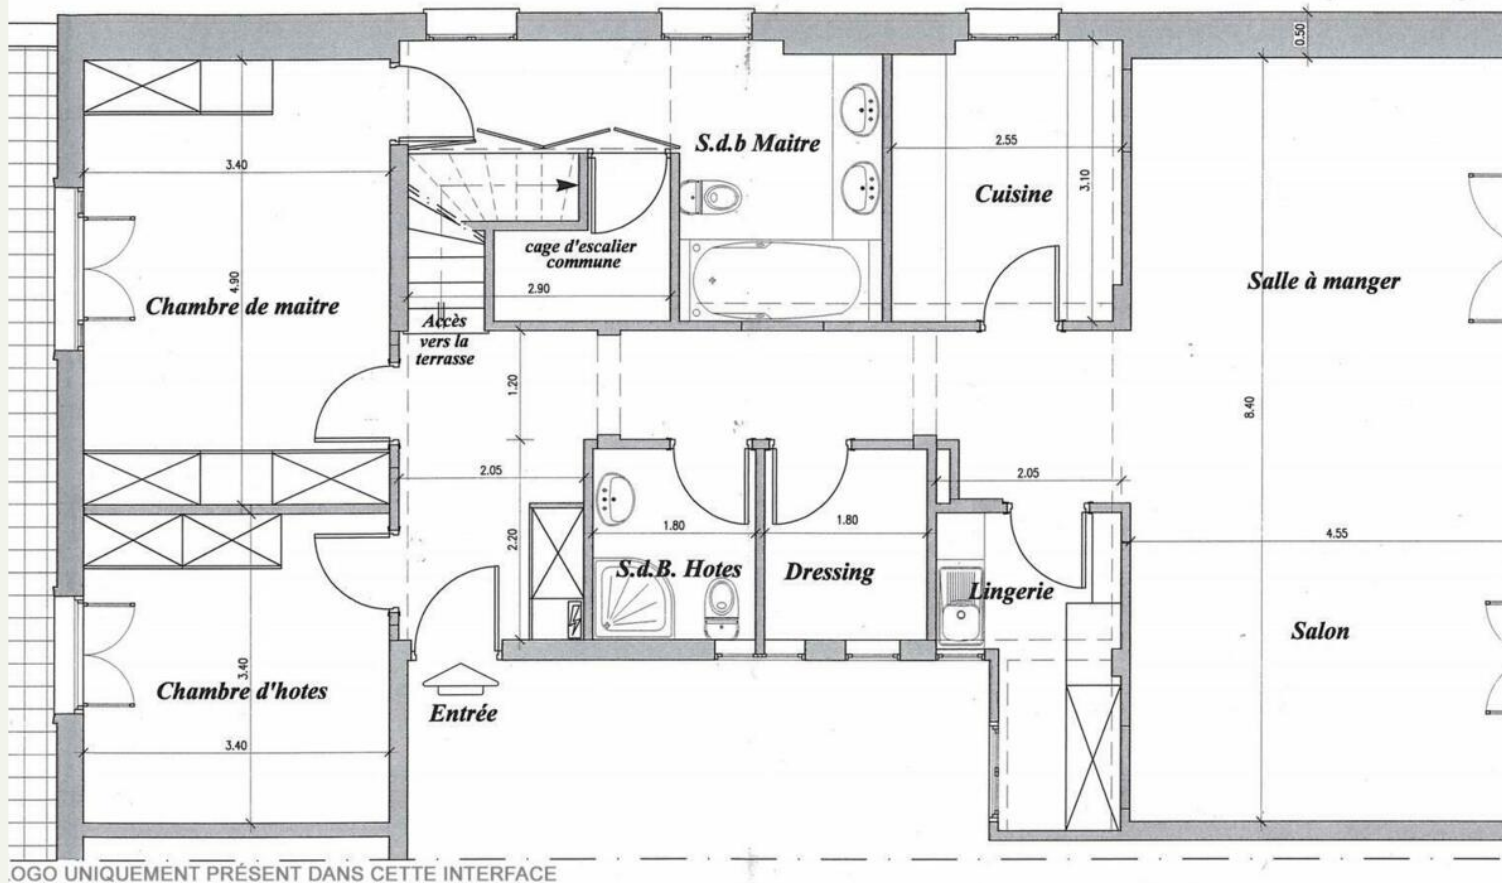 0.50
3.40
S.d.b Maitre
2.55
3.10
Cuisine
cage d'escalier
commune
2.90
4.90
Chambre de maitre
Salle à manger
Accès
vers la
terrasse
1.20
8.40
2.05
2.05
1.80
1.80
2.20
4.55
S.d.B. Hotes
Dressing
Lingerie
Salon
3.40
Chambre d'hotes
Entrée
3.40
OGO UNIQUEMENT PRÉSENT DANS CETTE INTERFACE